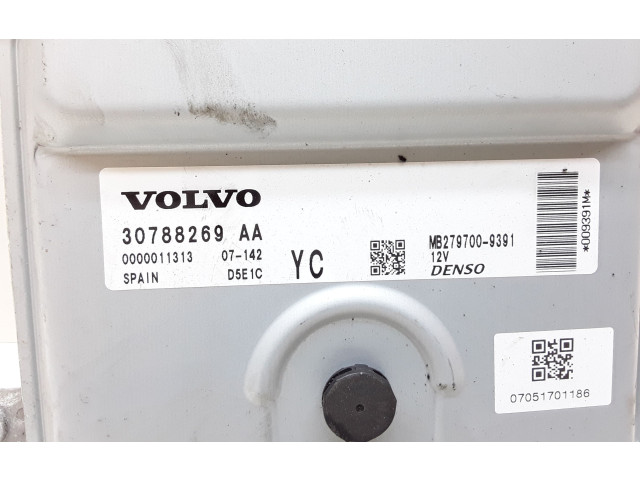 VOLVO
30788269 AA
0000011313 07-142
SPAIN D5E1C
YC
MB279700-9391
12V
DENSO
*009391M*
07051701186